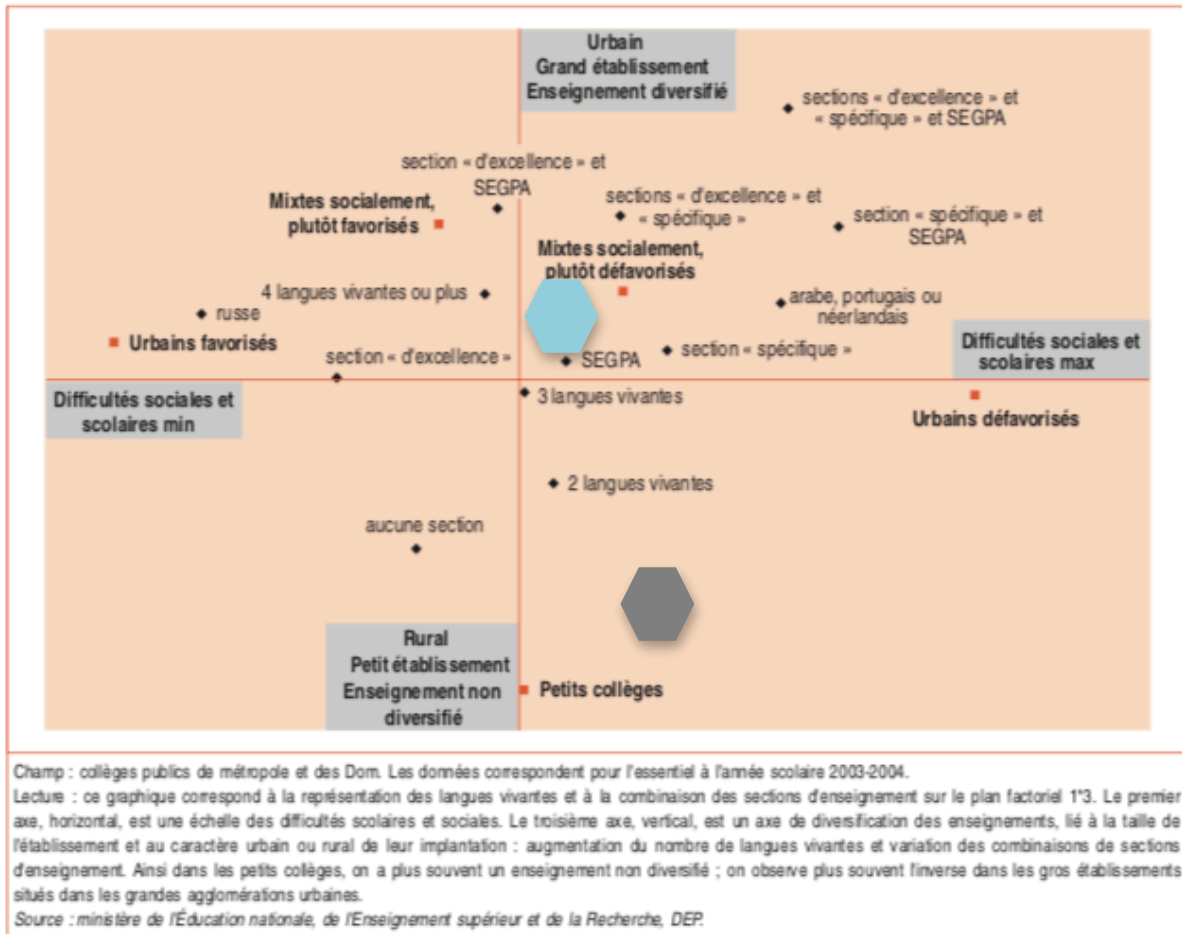 Urbain
Grand établissement
Enseignement diversifié
sections « d'excellence » et
« spécifique » et SEGPA
section « d'excellence » et
SEGPA
Mixtes socialement,
plutôt favorisés
sections « d'excellence » et
« spécifique »
section « spécifique » et
SEGPA
Mixtes socialement,
plutôt défavorisés
4 langues vivantes ou plus
arabe, portugais ou
néerlandais
russe
Urbains favorisés
section « d'excellence »
SEGPA
section « spécifique »
Difficultés sociales et
scolaires max
Difficultés sociales et
scolaires min
3 langues vivantes
Urbains défavorisés
2 langues vivantes
aucune section
Rural
Petit établissement
Enseignement non
diversifié
Petits collèges
Champ : collèges publics de métropole et des Dom. Les données correspondent pour l'essentiel à l'année scolaire 2003-2004.
Lecture : ce graphique correspond à la représentation des langues vivantes et à la combinaison des sections d'enseignement sur le plan factoriel 1*3. Le premier
axe, horizontal, est une échelle des difficultés scolaires et sociales. Le troisième axe, vertical, est un axe de diversification des enseignements, lié à la taille de
l'établissement et au caractère urbain ou rural de leur implantation : augmentation du nombre de langues vivantes et variation des combinaisons de sections
d'enseignement. Ainsi dans les petits collèges, on a plus souvent un enseignement non diversifié ; on observe plus souvent l'inverse dans les gros établissements
situés dans les grandes agglomérations urbaines.
Source : ministère de l'Éducation nationale, de l'Enseignement supérieur et de la Recherche, DEP.